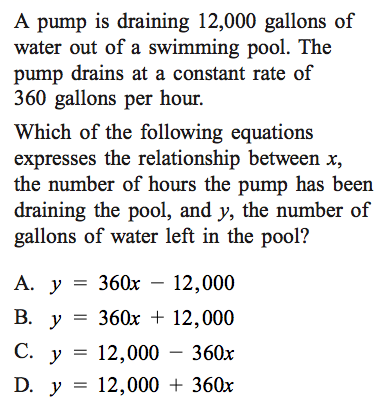 A pump is draining 12,000 gallons of
water out of a swimming pool. The
pump drains at a constant rate of
360 gallons per hour.
Which of the following equations
expresses the relationship between x,
the number of hours the pump has been
draining the pool, and y, the number of
gallons of water left in the pool?
A. y = 360x − 12,000
B. y = 360x + 12,000
C. y = 12,000 − 360x
D. y = 12,000 + 360x